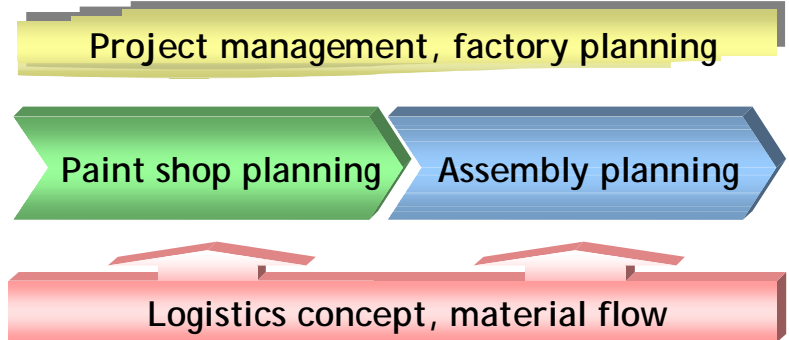 Project management, factory planning
Paint shop planning
Assembly planning
Logistics concept, material flow